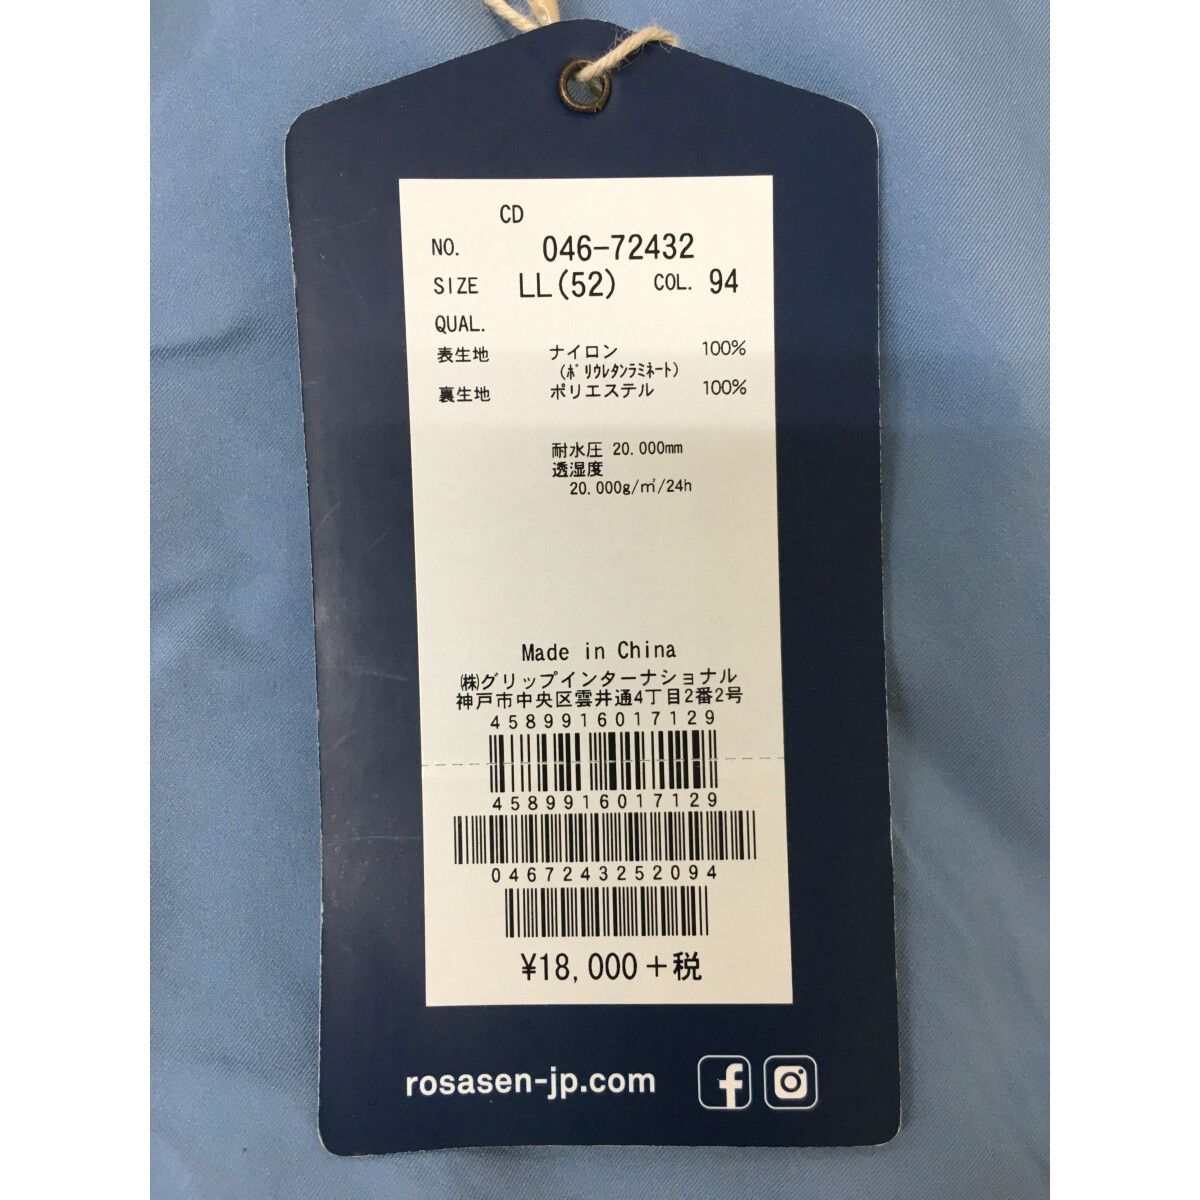 CD
NO. 046-72432
SIZE LL(52) COL. 94
QUAL.
表生地 ナイロン 100%
(ﾎﾟﾘｳﾚﾀﾝﾗﾐﾈｰﾄ)
裏生地 ポリエステル 100%
耐水圧 20.000mm
透湿度
20.000g/㎡/24h
Made in China
㈱グリップインターナショナル
神戸市中央区雲井通4丁目2番2号
4589916017129
4589916017129
0467243252094
¥18,000+税
rosasen-jp.com